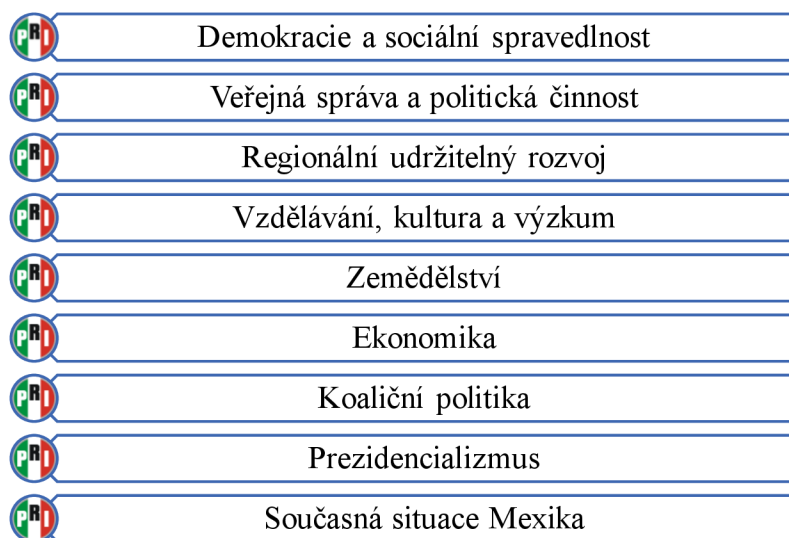 PRI Demokracie a sociální spravedlnost
PRI Veřejná správa a politická činnost
PRI Regionální udržitelný rozvoj
PRI Vzdělávání, kultura a výzkum
PRI Zemědělství
PRI Ekonomika
PRI Koaliční politika
PRI Prezidencializmus
PRI Současná situace Mexika